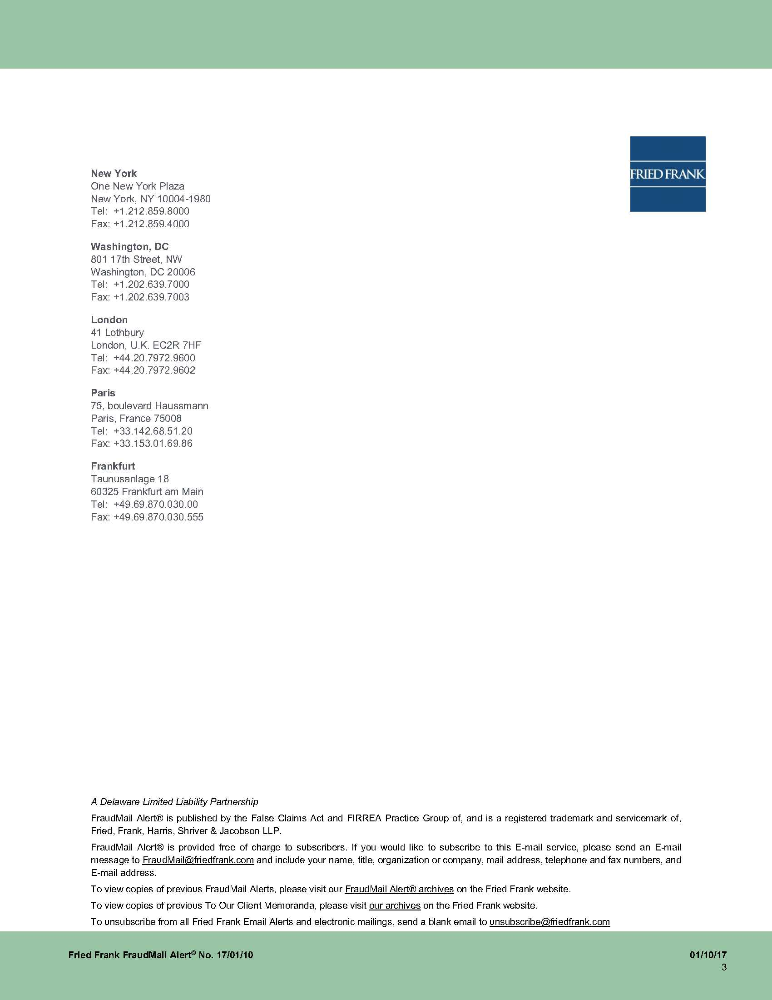 FRIED FRANK
New York
One New York Plaza
New York, NY 10004-1980
Tel: +1.212.859.8000
Fax: +1.212.859.4000
Washington, DC
801 17th Street, NW
Washington, DC 20006
Tel: +1.202.639.7000
Fax: +1.202.639.7003
London
41 Lothbury
London, U.K. EC2R 7HF
Tel: +44.20.7972.9600
Fax: +44.20.7972.9602
Paris
75, boulevard Haussmann
Paris, France 75008
Tel: +33.142.68.51.20
Fax: +33.153.01.69.86
Frankfurt
Taunusanlage 18
60325 Frankfurt am Main
Tel: +49.69.870.030.00
Fax: +49.69.870.030.555
A Delaware Limited Liability Partnership
FraudMail Alert® is published by the False Claims Act and FIRREA Practice Group of, and is a registered trademark and servicemark of,
Fried, Frank, Harris, Shriver & Jacobson LLP.
FraudMail Alert® is provided free of charge to subscribers. If you would like to subscribe to this E-mail service, please send an E-mail
message to FraudMail@friedfrank.com and include your name, title, organization or company, mail address, telephone and fax numbers, and
E-mail address.
To view copies of previous FraudMail Alerts, please visit our FraudMail Alert® archives on the Fried Frank website.
To view copies of previous To Our Client Memoranda, please visit our archives on the Fried Frank website.
To unsubscribe from all Fried Frank Email Alerts and electronic mailings, send a blank email to unsubscribe@friedfrank.com
Fried Frank FraudMail Alert® No. 17/01/10
01/10/17
3